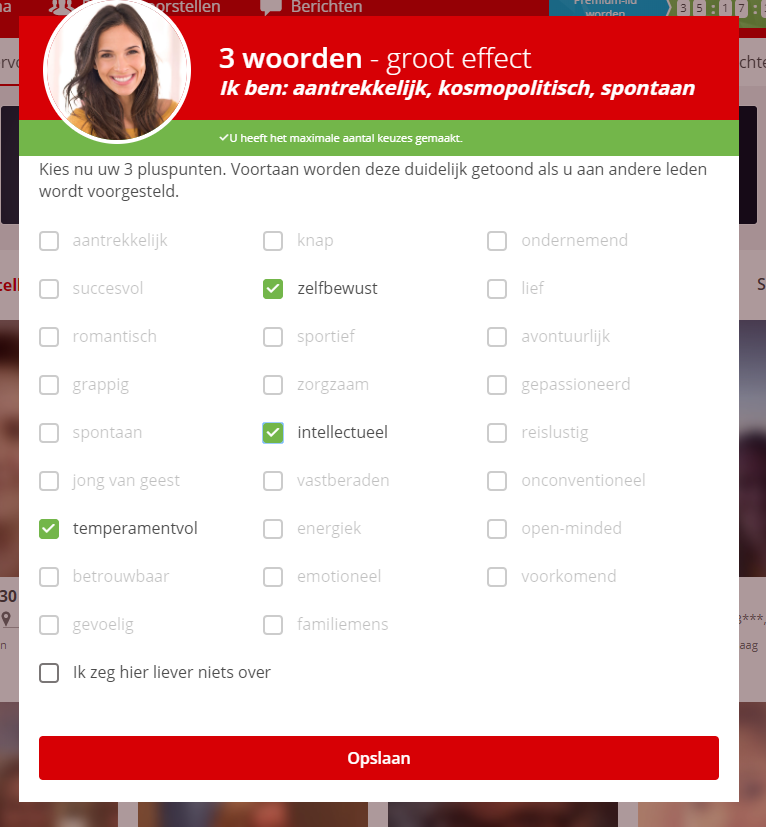 orstellen
Berichten
Premium-lid
worden
3 5 : 1 7 :
3 woorden - groot effect
Ik ben: aantrekkelijk, kosmopolitisch, spontaan
U heeft het maximale aantal keuzes gemaakt.
Kies nu uw 3 pluspunten. Voortaan worden deze duidelijk getoond als u aan andere leden
wordt voorgesteld.
aantrekkelijk knap ondernemend
succesvol zelfbewust lief
romantisch sportief avontuurlijk
grappig zorgzaam gepassioneerd
spontaan intellectueel reislustig
jong van geest vastberaden onconventioneel
temperamentvol energiek open-minded
betrouwbaar emotioneel voorkomend
30
gevoelig familiemens
Ik zeg hier liever niets over
Opslaan